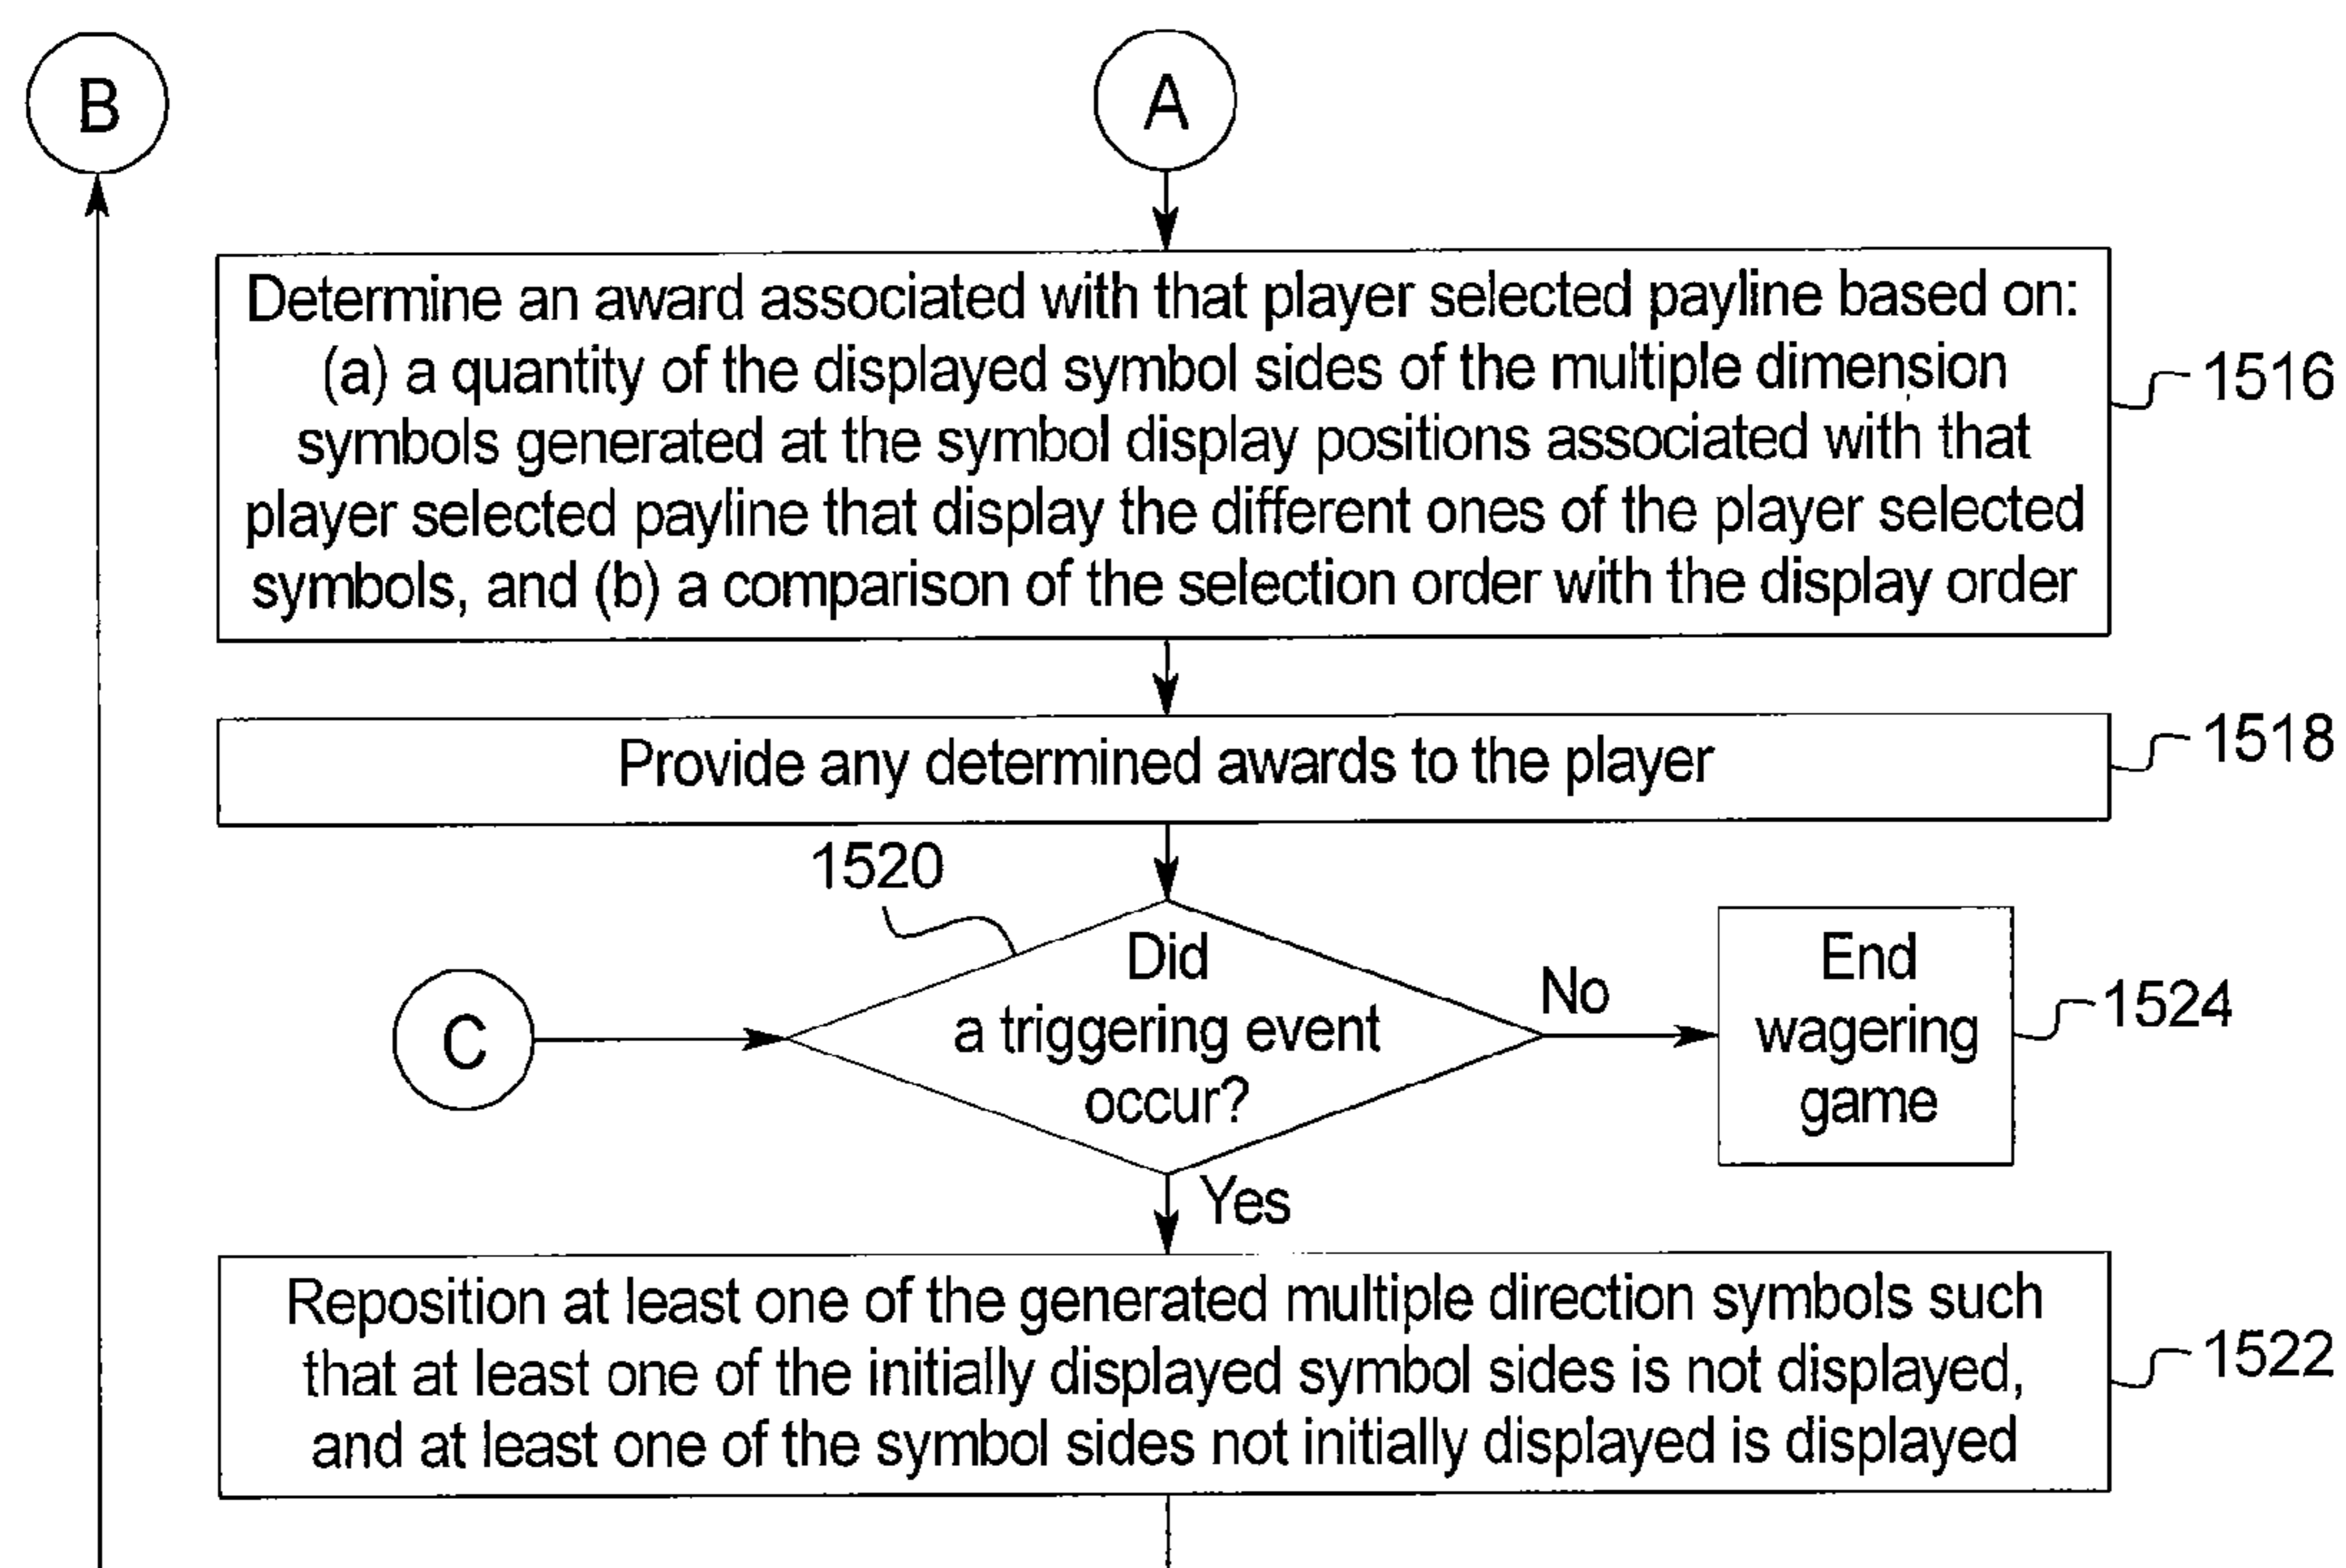 B
A
Determine an award associated with that player selected payline based on:
(a) a quantity of the displayed symbol sides of the multiple dimension
symbols generated at the symbol display positions associated with that
player selected payline that display the different ones of the player selected
symbols, and (b) a comparison of the selection order with the display order
1516
Provide any determined awards to the player
1518
1520
Did
a triggering event
occur?
C
No
End
wagering
game
1524
Yes
Reposition at least one of the generated multiple direction symbols such
that at least one of the initially displayed symbol sides is not displayed,
and at least one of the symbol sides not initially displayed is displayed
1522